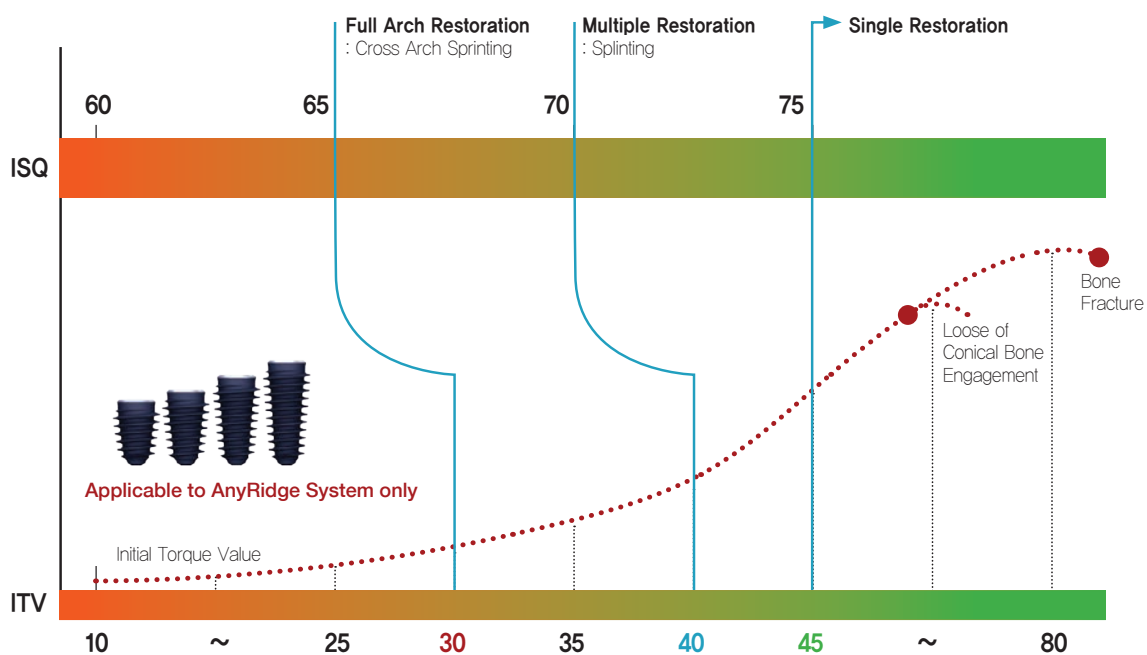 Full Arch Restoration
: Cross Arch Sprinting
Multiple Restoration
: Splinting
Single Restoration
60
65
70
75
ISQ
Bone
Fracture
Loose of
Conical Bone
Engagement
Applicable to AnyRidge System only
Initial Torque Value
ITV
10
~
25
30
35
40
45
~
80